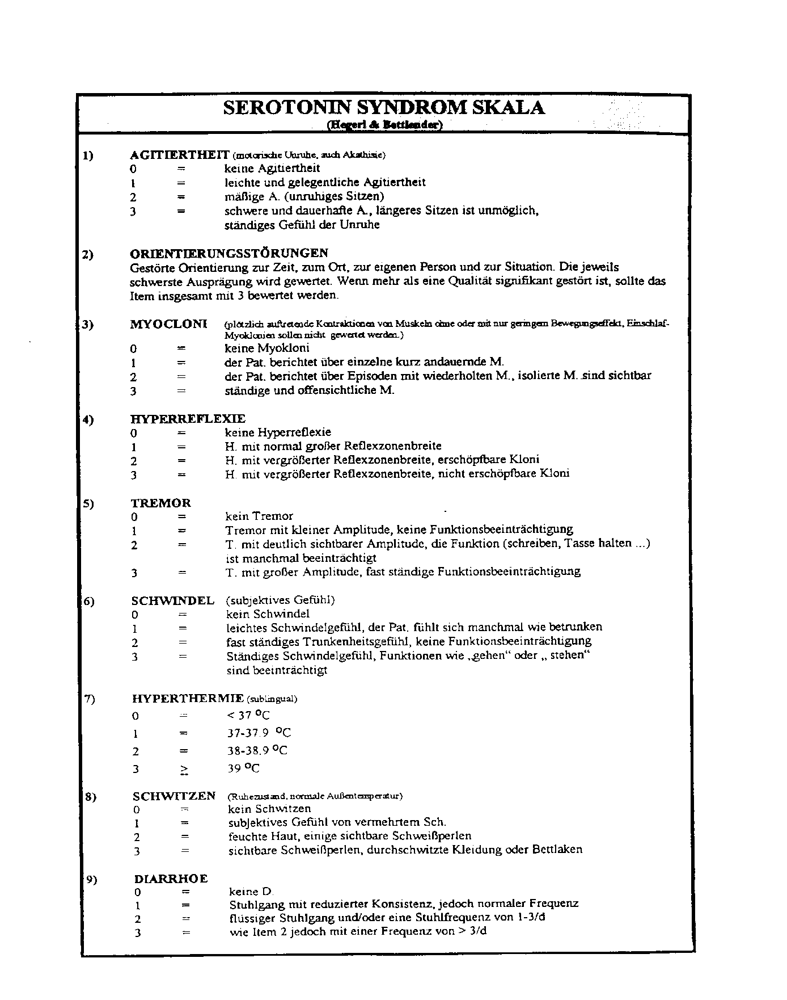 SEROTONIN SYNDROM SKALA
(Hegerl & Bottlender)
1) AGITIERTHEIT (motorische Unruhe, auch Akathisie)
0 = keine Agitiertheit
1 = leichte und gelegentliche Agitiertheit
2 = mäßige A. (unruhiges Sitzen)
3 = schwere und dauerhafte A., längeres Sitzen ist unmöglich,
ständiges Gefühl der Unruhe
2) ORIENTIERUNGSSTÖRUNGEN
Gestörte Orientierung zur Zeit, zum Ort, zur eigenen Person und zur Situation. Die jeweils
schwerste Ausprägung wird gewertet. Wenn mehr als eine Qualität signifikant gestört ist, sollte das
Item insgesamt mit 3 bewertet werden.
3) MYOCLONI (plötzlich auftretende Kontraktionen von Muskeln ohne oder mit nur geringem Bewegungseffekt, Einschlaf-
Myoklonien sollen nicht gewertet werden.)
0 = keine Myokloni
1 = der Pat. berichtet über einzelne kurz andauernde M.
2 = der Pat. berichtet über Episoden mit wiederholten M., isolierte M. sind sichtbar
3 = ständige und offensichtliche M.
4) HYPERREFLEXIE
0 = keine Hyperreflexie
1 = H. mit normal großer Reflexzonenbreite
2 = H. mit vergrößerter Reflexzonenbreite, erschöpfbare Kloni
3 = H. mit vergrößerter Reflexzonenbreite, nicht erschöpfbare Kloni
5) TREMOR
0 = kein Tremor
1 = Tremor mit kleiner Amplitude, keine Funktionsbeeinträchtigung
2 = T. mit deutlich sichtbarer Amplitude, die Funktion (schreiben, Tasse halten ...)
ist manchmal beeinträchtigt
3 = T. mit großer Amplitude, fast ständige Funktionsbeeinträchtigung
6) SCHWINDEL (subjektives Gefühl)
0 = kein Schwindel
1 = leichtes Schwindelgefühl, der Pat. fühlt sich manchmal wie betrunken
2 = fast ständiges Trunkenheitsgefühl, keine Funktionsbeeinträchtigung
3 = Ständiges Schwindelgefühl, Funktionen wie „gehen“ oder „ stehen“
sind beeinträchtigt
7) HYPERTHERMIE (sublingual)
0 = < 37 °C
1 = 37-37.9 °C
2 = 38-38.9 °C
3 ≥ 39 °C
8) SCHWITZEN (Ruhezustand, normale Außentemperatur)
0 = kein Schwitzen
1 = subjektives Gefühl von vermehrtem Sch.
2 = feuchte Haut, einige sichtbare Schweißperlen
3 = sichtbare Schweißperlen, durchschwitzte Kleidung oder Bettlaken
9) DIARRHOE
0 = keine D.
1 = Stuhlgang mit reduzierter Konsistenz, jedoch normaler Frequenz
2 = flüssiger Stuhlgang und/oder eine Stuhlfrequenz von 1-3/d
3 = wie Item 2 jedoch mit einer Frequenz von > 3/d